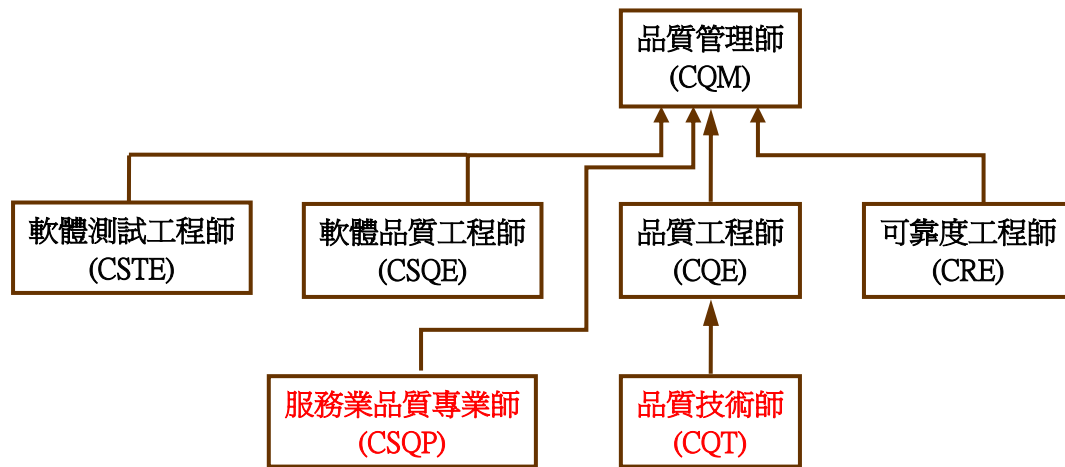 品質管理師
(CQM)
軟體測試工程師
(CSTE)
軟體品質工程師
(CSQE)
品質工程師
(CQE)
可靠度工程師
(CRE)
服務業品質專業師
(CSQP)
品質技術師
(CQT)